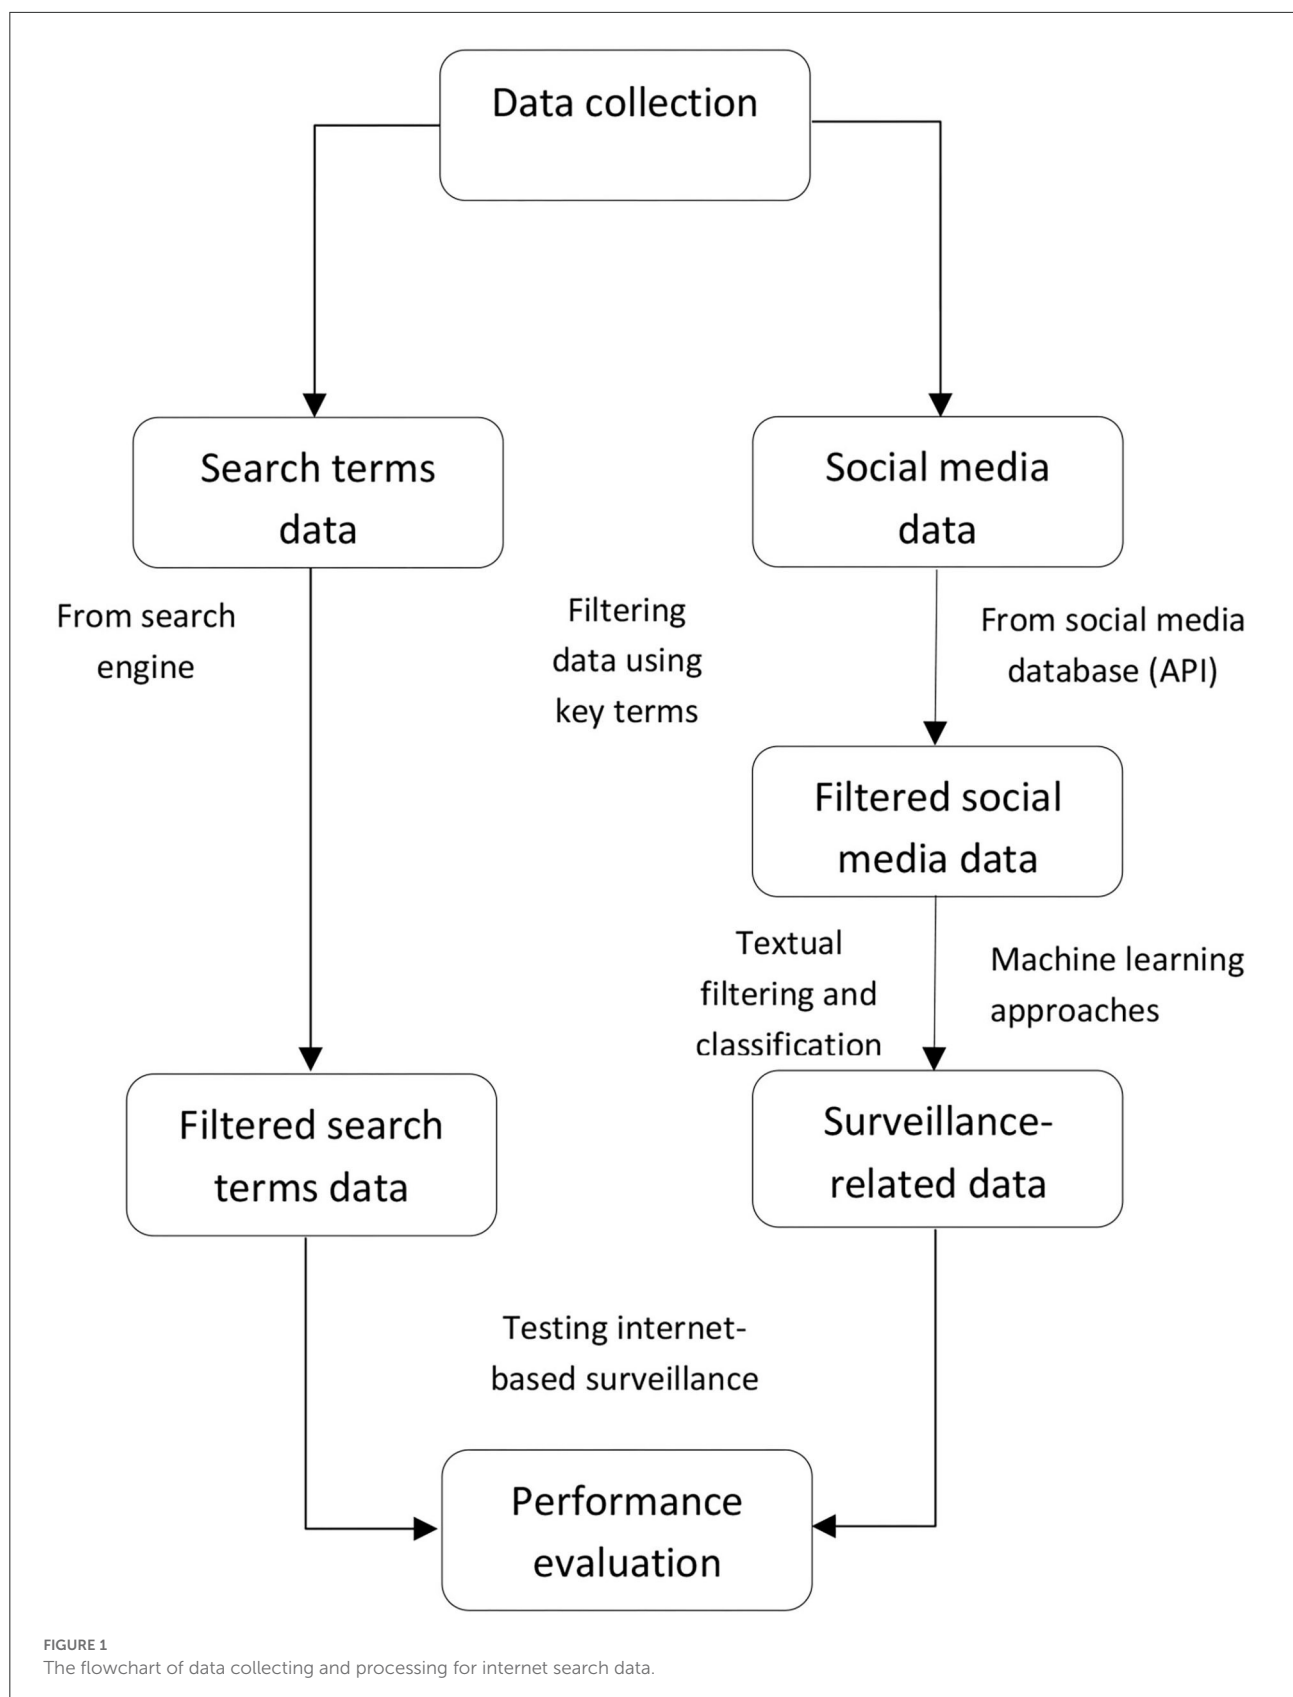 Data collection
Search terms
data
Social media
data
From search
engine
Filtering
data using
key terms
From social media
database (API)
Filtered social
media data
Textual
filtering and
classification
Machine learning
approaches
Filtered search
terms data
Surveillance-
related data
Testing internet-
based surveillance
Performance
evaluation
FIGURE 1
The flowchart of data collecting and processing for internet search data.